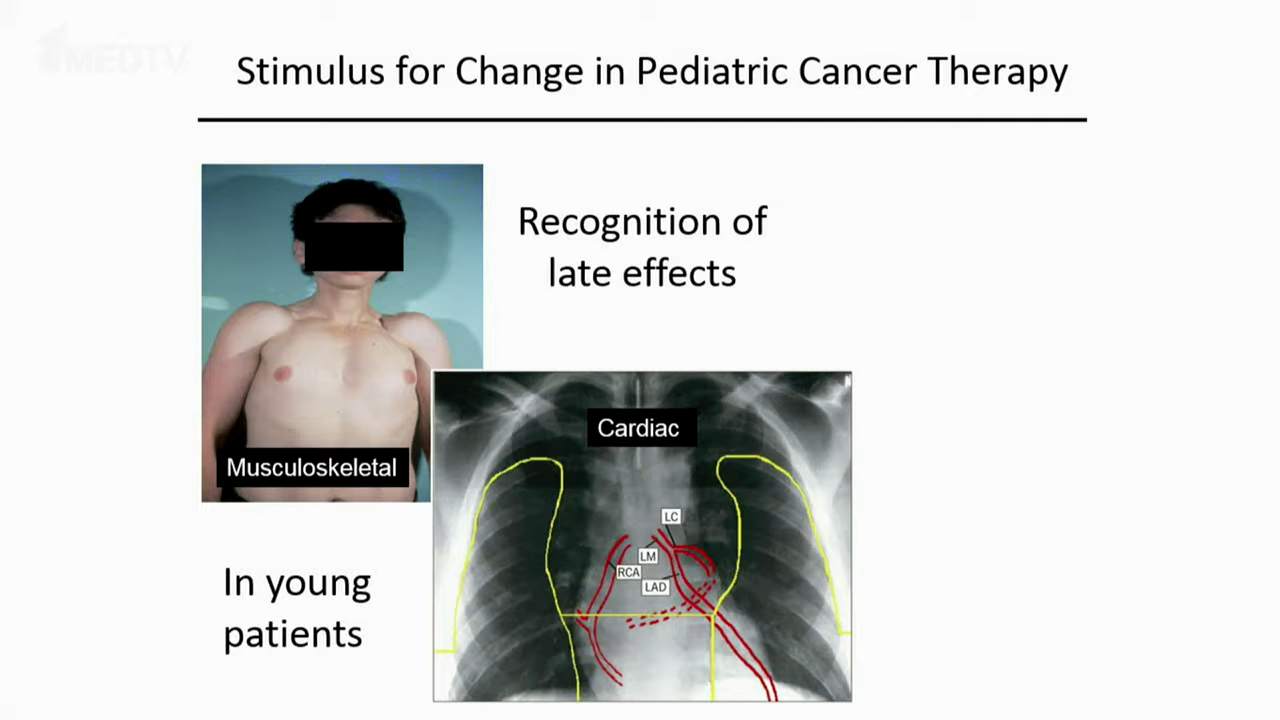 MEDTV
Stimulus for Change in Pediatric Cancer Therapy
Recognition of
late effects
Musculoskeletal
Cardiac
LC
LM
RCA
LAD
In young
patients